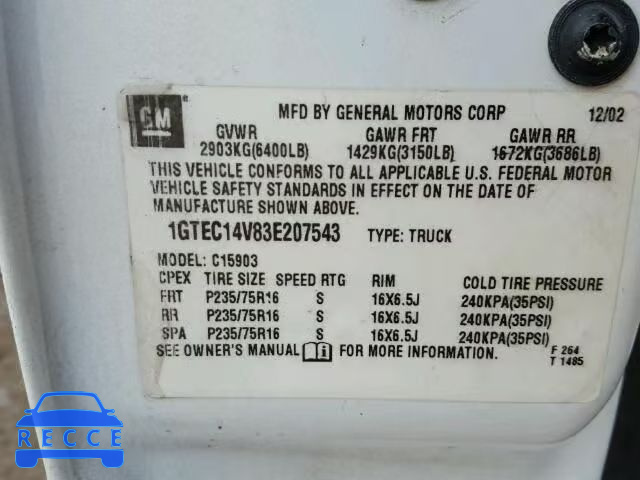 GM
MFD BY GENERAL MOTORS CORP 12/02
GVWR GAWR FRT GAWR RR
2903KG(6400LB) 1429KG(3150LB) 1672KG(3686LB)
THIS VEHICLE CONFORMS TO ALL APPLICABLE U.S. FEDERAL MOTOR
VEHICLE SAFETY STANDARDS IN EFFECT ON THE DATE OF
MANUFACTURE SHOWN ABOVE.
1GTEC14V83E207543 TYPE: TRUCK
MODEL: C15903
CPEX TIRE SIZE SPEED RTG RIM COLD TIRE PRESSURE
FRT P235/75R16 S 16X6.5J 240KPA(35PSI)
RR P235/75R16 S 16X6.5J 240KPA(35PSI)
SPA P235/75R16 S 16X6.5J 240KPA(35PSI)
SEE OWNER'S MANUAL FOR MORE INFORMATION.
F 264
T 1485
RECCE